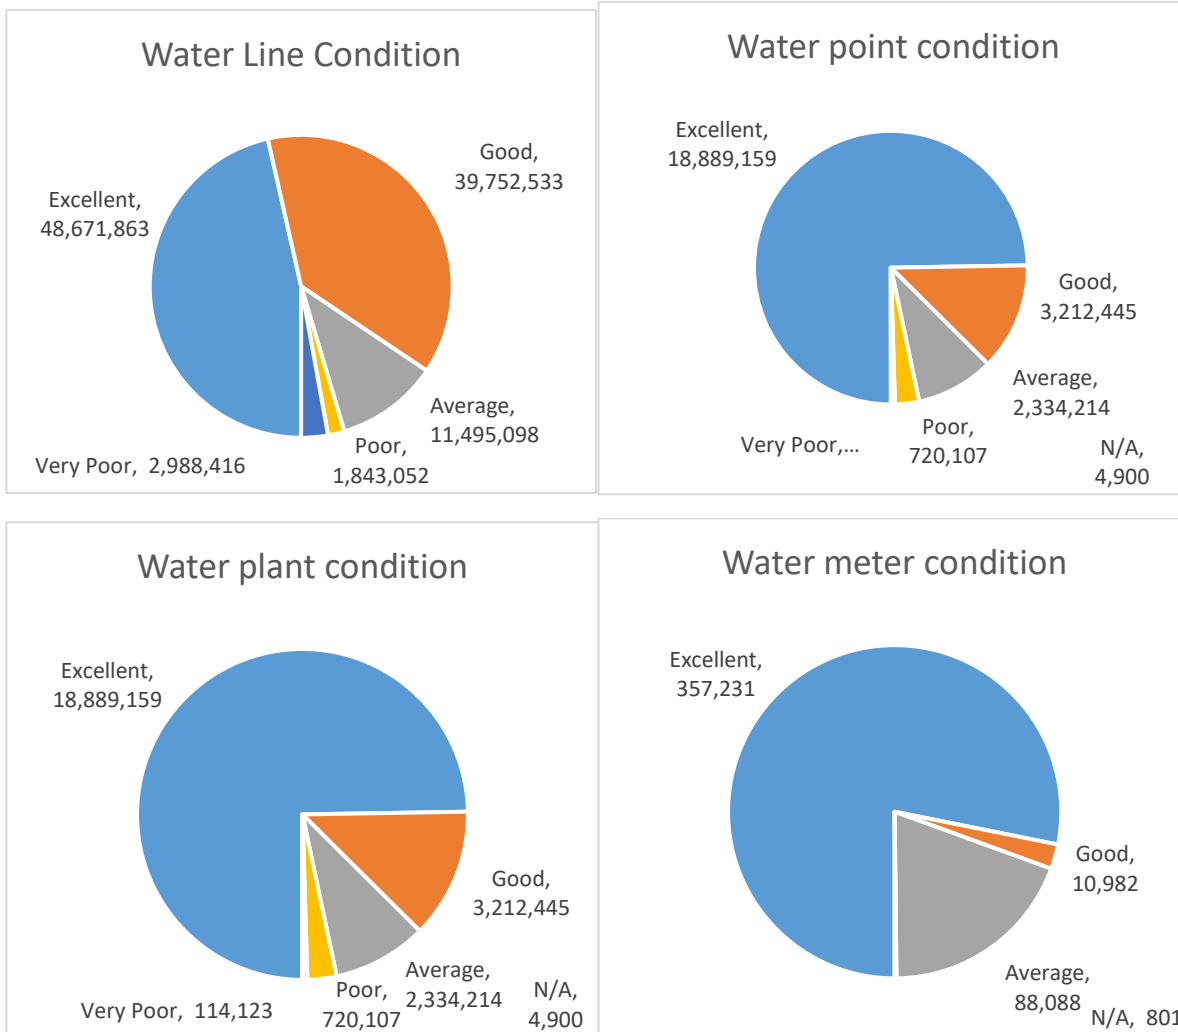 Water Line Condition
Excellent,
48,671,863
Good,
39,752,533
Average,
11,495,098
Poor,
1,843,052
Very Poor, 2,988,416
Water point condition
Excellent,
18,889,159
Good,
3,212,445
Average,
2,334,214
Poor,
720,107
Very Poor,...
N/A,
4,900
Water plant condition
Excellent,
18,889,159
Good,
3,212,445
Average,
2,334,214
Poor,
720,107
Very Poor, 114,123
N/A,
4,900
Water meter condition
Excellent,
357,231
Good,
10,982
Average,
88,088
N/A, 801